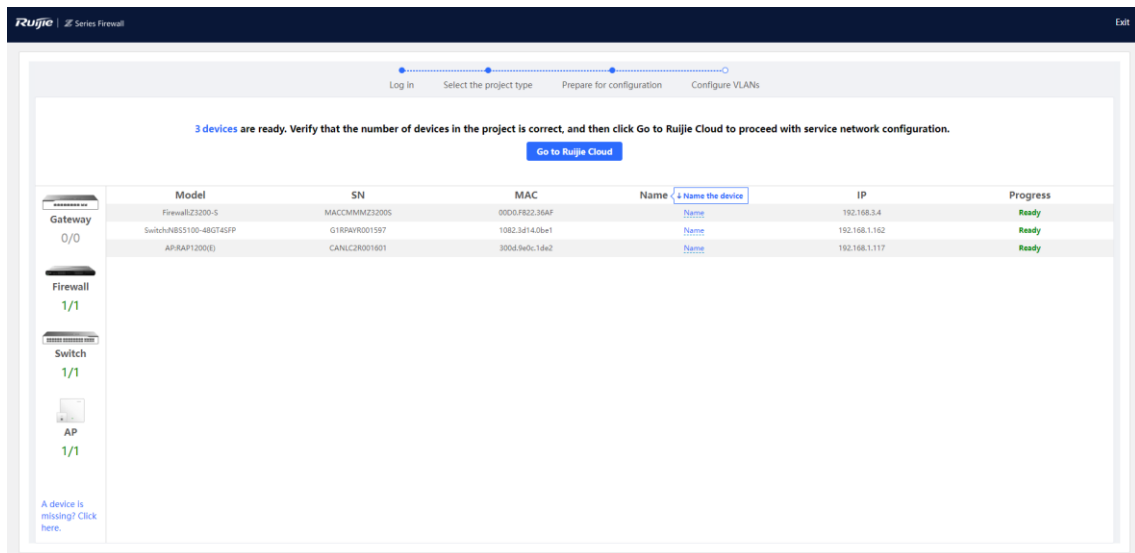 Ruijie | Z Series Firewall
Exit
Log in Select the project type Prepare for configuration Configure VLANs
3 devices are ready. Verify that the number of devices in the project is correct, and then click Go to Ruijie Cloud to proceed with service network configuration.
Go to Ruijie Cloud
Model SN MAC Name ↓ Name the device IP Progress
Firewall:Z3200-S MACCMMMZ3200S 00D0.F822.36AF Name 192.168.3.4 Ready
Switch:NBS5100-48GT4SFP G1RPAYR001597 1082.3d14.0be1 Name 192.168.1.162 Ready
AP:RAP1200(E) CANLC2R001601 300d.9e0c.1de2 Name 192.168.1.117 Ready
Gateway
0/0
Firewall
1/1
Switch
1/1
AP
1/1
A device is
missing? Click
here.